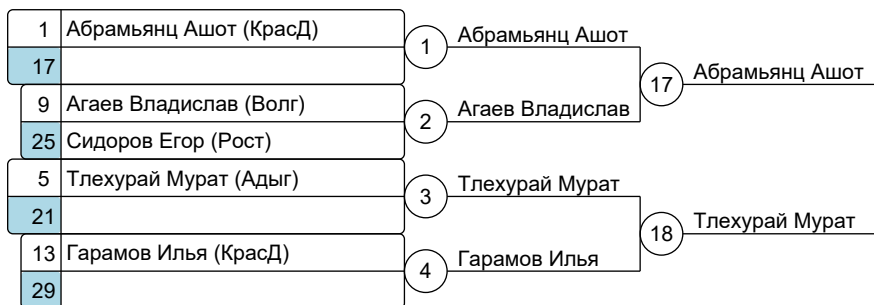 1 Абрамьянц Ашот (КрасД)
17
9 Агаев Владислав (Волг)
25 Сидоров Егор (Рост)
5 Тлехурай Мурат (Адыг)
21
13 Гарамов Илья (КрасД)
29
1 Абрамьянц Ашот
2 Агаев Владислав
3 Тлехурай Мурат
4 Гарамов Илья
17 Абрамьянц Ашот
18 Тлехурай Мурат